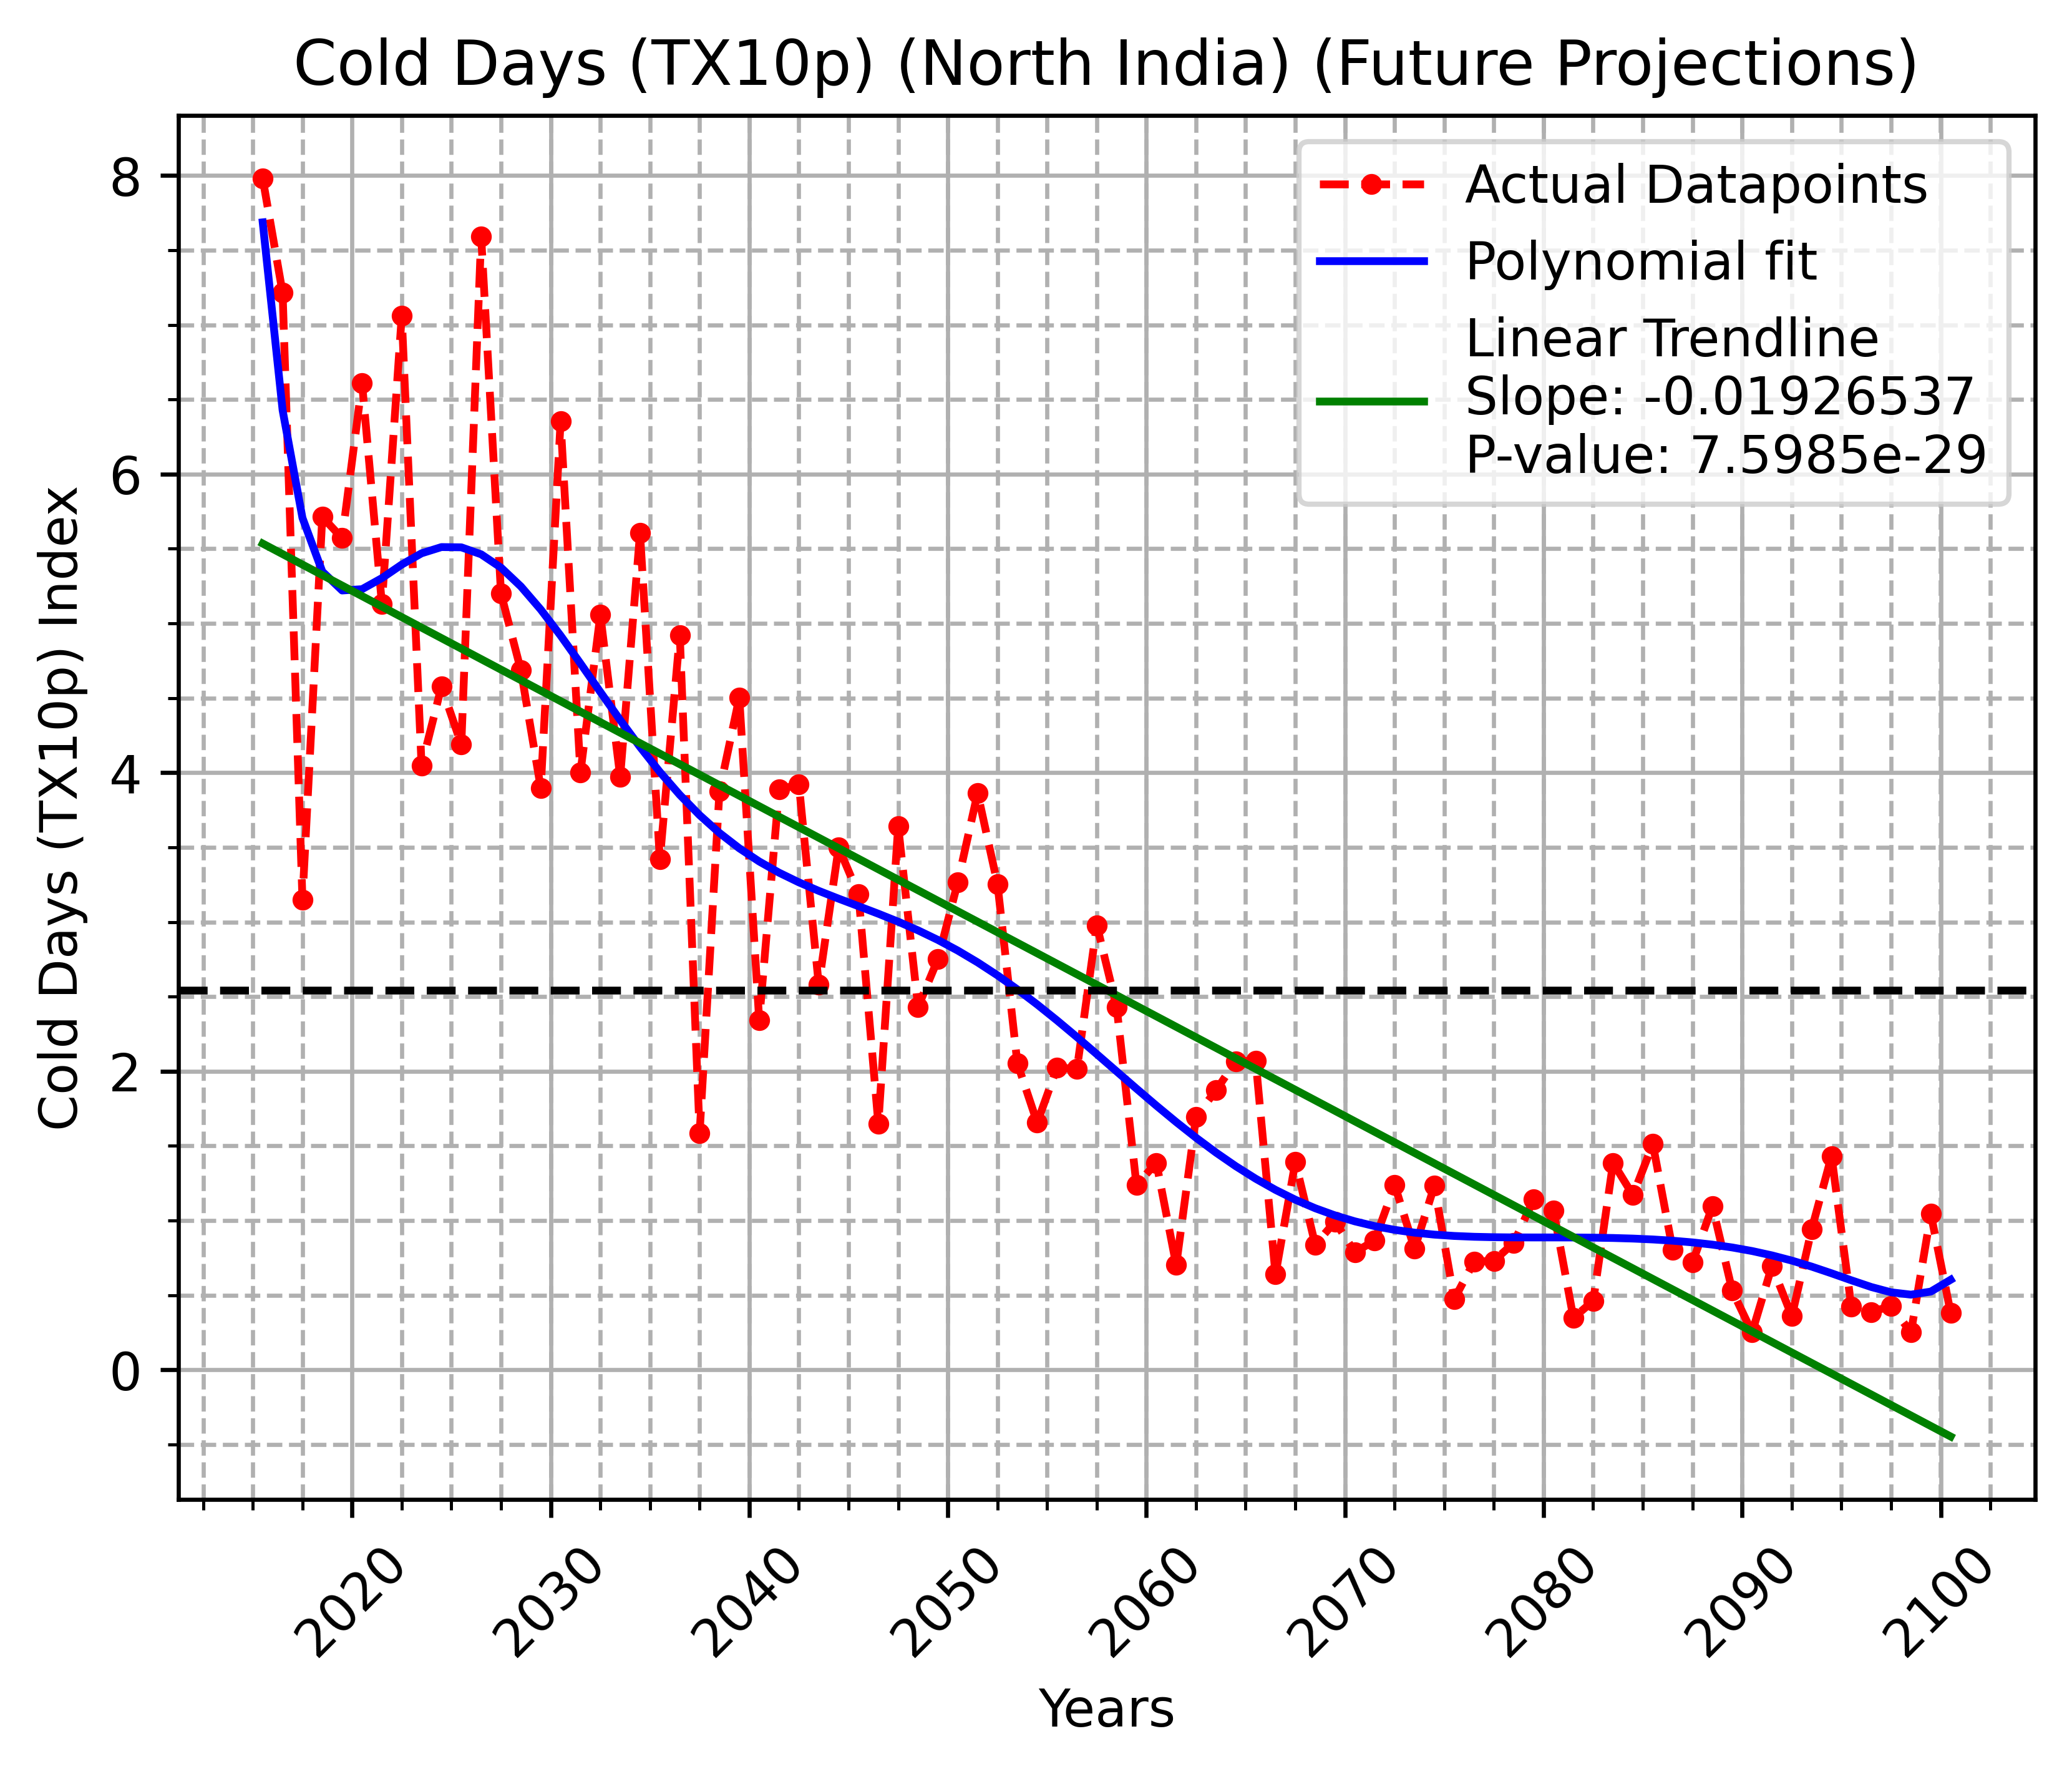 Cold Days (TX10p) (North India) (Future Projections)
Actual Datapoints
Polynomial fit
Linear Trendline
Slope: -0.01926537
P-value: 7.5985e-29
Cold Days (TX10p) Index
8
6
4
2
0
2020
2030
2040
2050
2060
2070
2080
2090
2100
Years